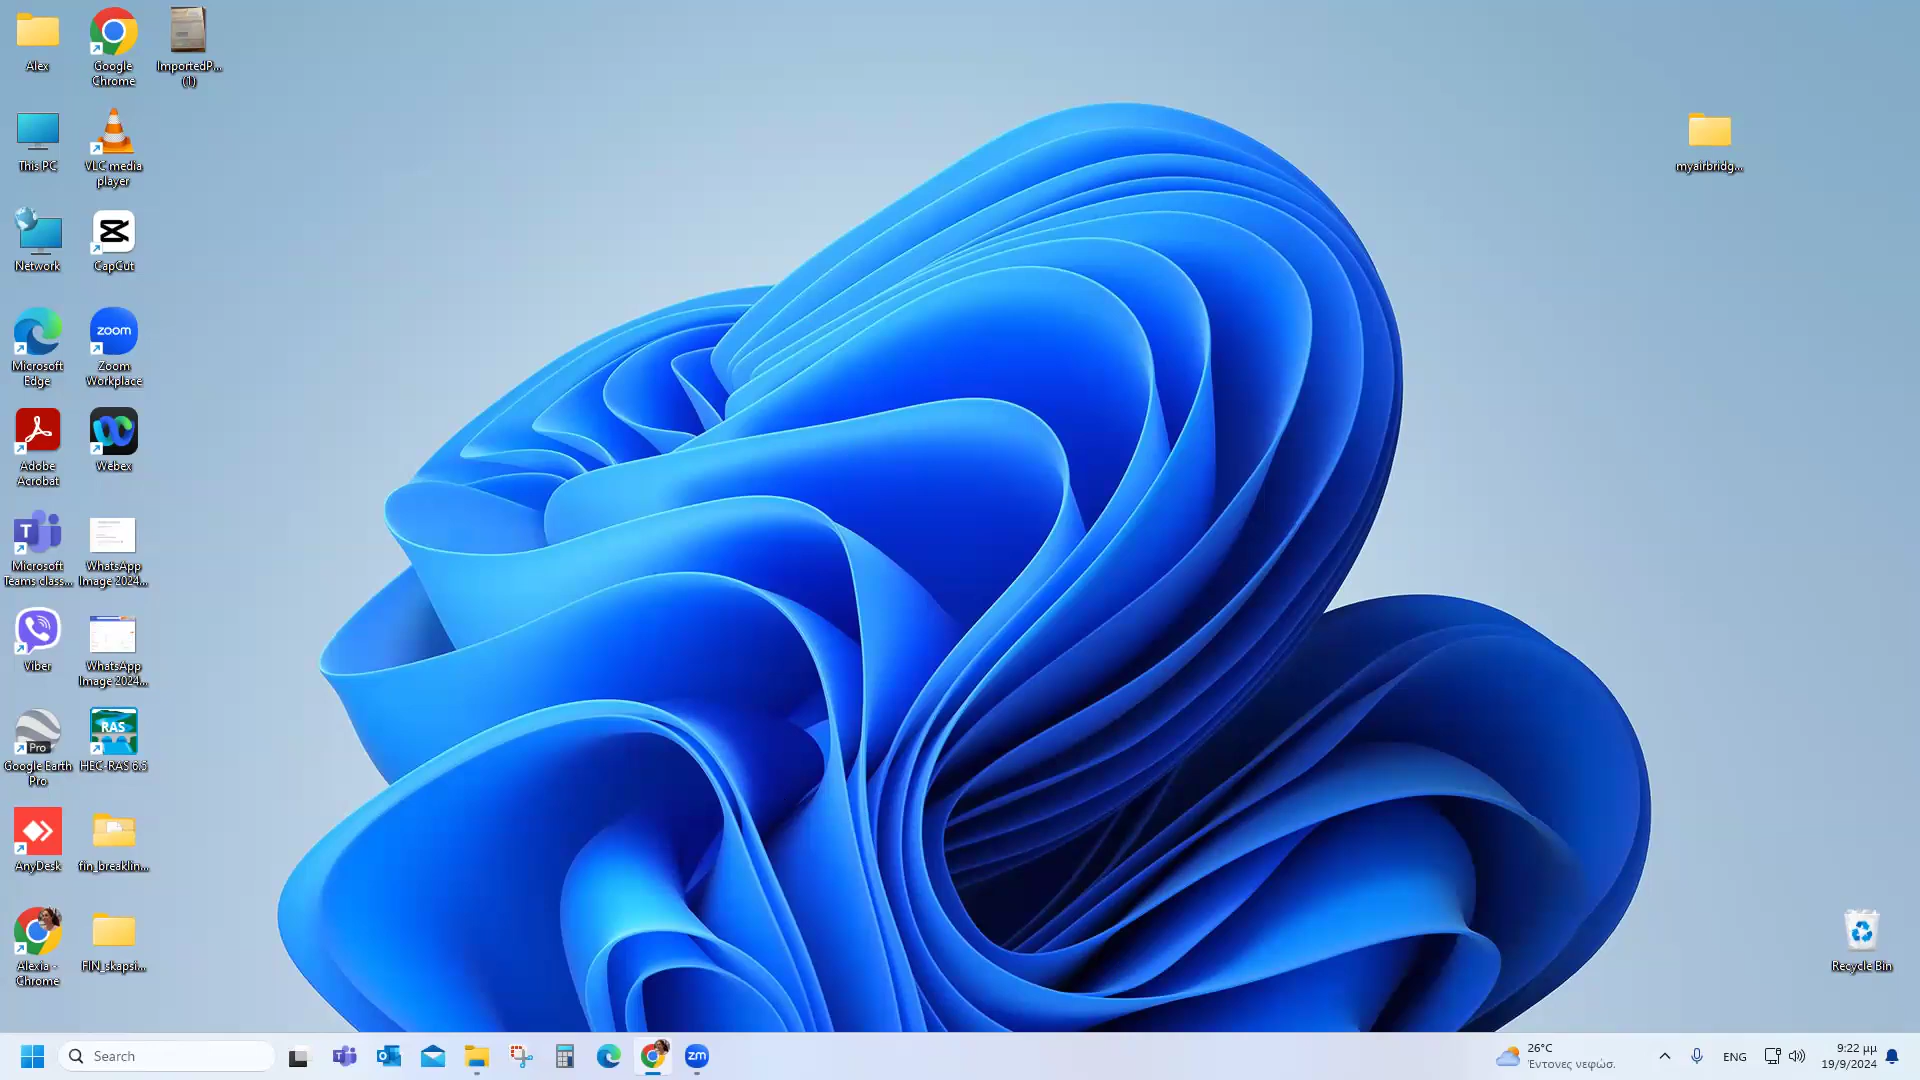 Alex
Google
Chrome
ImportedP...
(1)
This PC
VLC media
player
myairbridg...
Network
CapCut
zoom
Microsoft
Edge
Zoom
Workplace
Adobe
Acrobat
Webex
T
Microsoft
Teams class...
WhatsApp
Image 2024...
Viber
WhatsApp
Image 2024...
Pro
RAS
Google Earth
Pro
HEC-RAS 6.5
AnyDesk
fin_breaklin...
Alexia -
Chrome
FIN_skapsi...
Recycle Bin
Search
zm
26°C
Έντονες νεφώσ.
ENG
9:22 μμ
19/9/2024